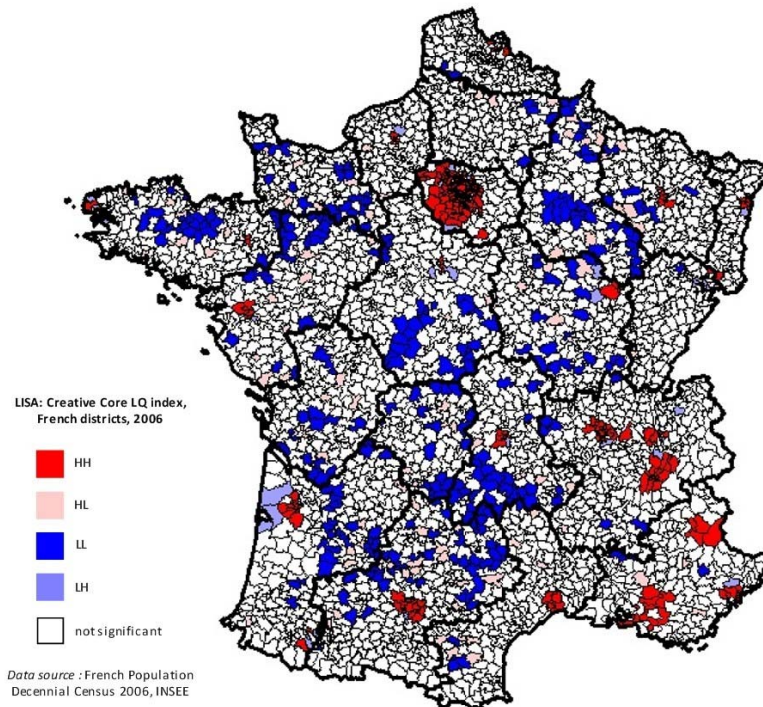 LISA: Creative Core LQ index,
French districts, 2006
HH
HL
LL
LH
not significant
Data source : French Population
Decennial Census 2006, INSEE